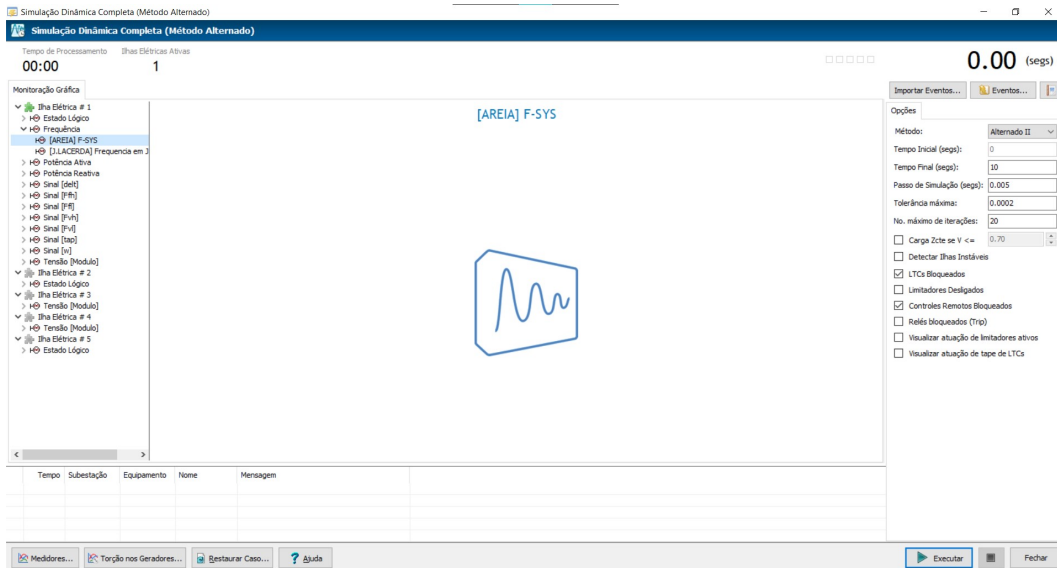 Simulação Dinâmica Completa (Método Alternado)
Simulação Dinâmica Completa (Método Alternado)
Tempo de Processamento Ilhas Elétricas Ativas
00:00 1
0.00 (segs)
Monitoração Gráfica
Importar Eventos... Eventos...
Ilha Elétrica # 1
Estado Lógico
Frequência
[AREIA] F-SYS
[J.LACERDA] Frequencia em J
Potência Ativa
Potência Reativa
Sinal [delt]
Sinal [Ffh]
Sinal [Ffl]
Sinal [Fvh]
Sinal [Fvl]
Sinal [tap]
Sinal [w]
Tensão [Modulo]
Ilha Elétrica # 2
Estado Lógico
Ilha Elétrica # 3
Tensão [Modulo]
Ilha Elétrica # 4
Tensão [Modulo]
Ilha Elétrica # 5
Estado Lógico
[AREIA] F-SYS
Opções
Método: Alternado II
Tempo Inicial (segs): 0
Tempo Final (segs): 10
Passo de Simulação (segs): 0.005
Tolerância máxima: 0.0002
No. máximo de iterações: 20
Carga Zcte se V <= 0.70
Detectar Ilhas Instáveis
LTCs Bloqueados
Limitadores Desligados
Controles Remotos Bloqueados
Relés bloqueados (Trip)
Visualizar atuação de limitadores ativos
Visualizar atuação de tape de LTCs
Tempo Subestação Equipamento Nome Mensagem
Medidores... Torção nos Geradores... Restaurar Caso... Ajuda Executar Fechar